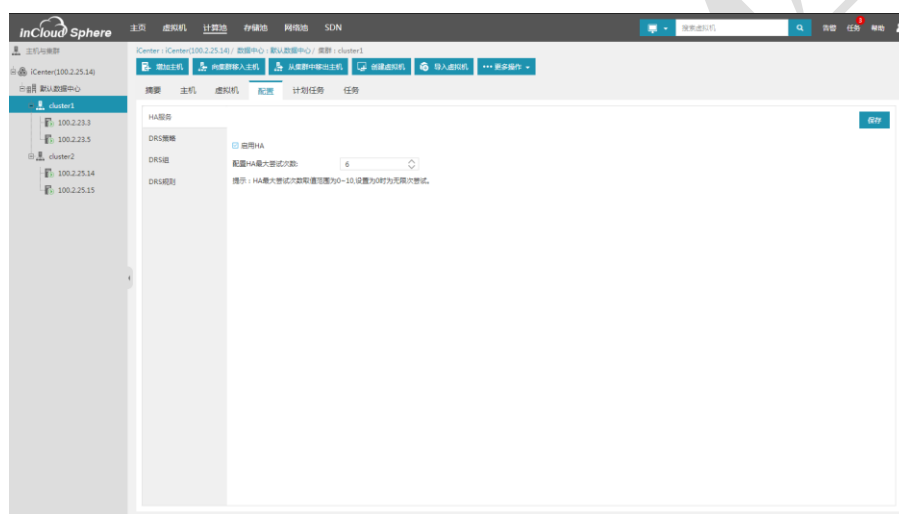 inCloud Sphere 主页 虚拟机 计算池 存储池 网络池 SDN 搜索虚拟机 告警 任务 3 帮助
主机与集群
iCenter : iCenter(100.2.25.14) / 数据中心 : 默认数据中心 / 集群 : cluster1
iCenter(100.2.25.14)
默认数据中心
cluster1
100.2.23.3
100.2.23.5
cluster2
100.2.25.14
100.2.25.15
添加主机 向集群移入主机 从集群中移出主机 创建虚拟机 导入虚拟机 ••• 更多操作
摘要 主机 虚拟机 配置 计划任务 任务
HA服务 保存
DRS策略
DRS组
DRS规则
启用HA
配置HA最大尝试次数: 6
提示：HA最大尝试次数取值范围为0~10,设置为0时为无限次尝试。